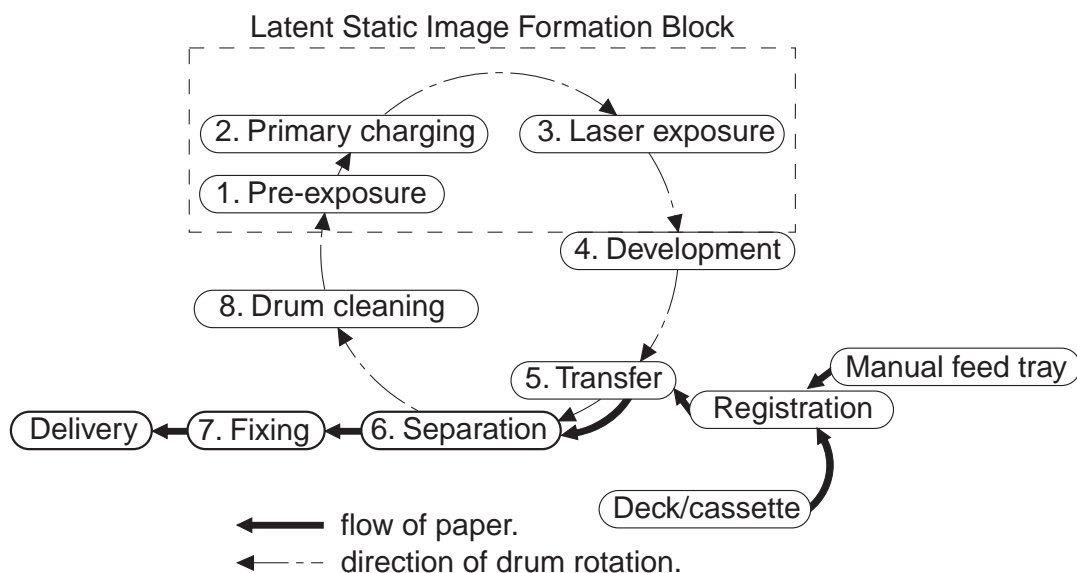 Latent Static Image Formation Block
2. Primary charging
3. Laser exposure
1. Pre-exposure
4. Development
8. Drum cleaning
5. Transfer
Manual feed tray
Registration
Delivery
7. Fixing
6. Separation
Deck/cassette
flow of paper.
direction of drum rotation.